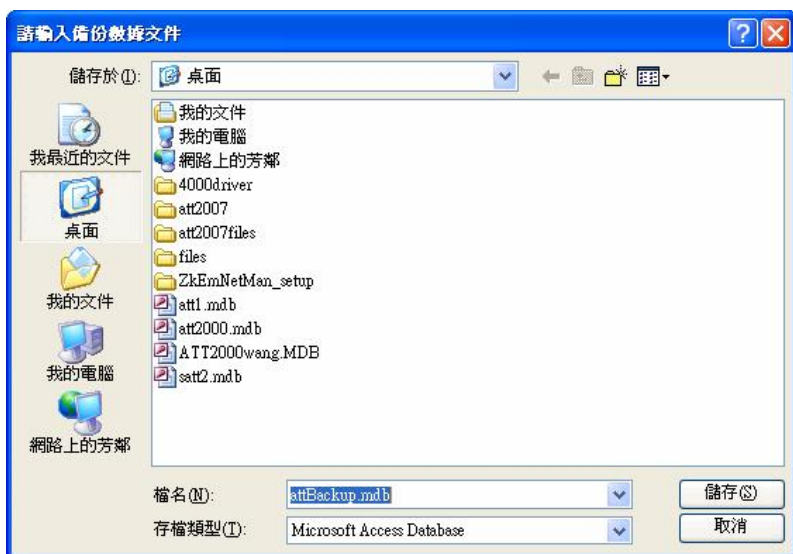 請輸入備份數據文件
儲存於(I):
桌面
我最近的文件
桌面
我的文件
我的電腦
網路上的芳鄰
我的文件
我的電腦
網路上的芳鄰
4000driver
att2007
att2007files
files
ZkEmNetMan_setup
att1.mdb
att2000.mdb
ATT2000wang.MDB
satt2.mdb
檔名(N):
attBackup.mdb
儲存(S)
存檔類型(T):
Microsoft Access Database
取消